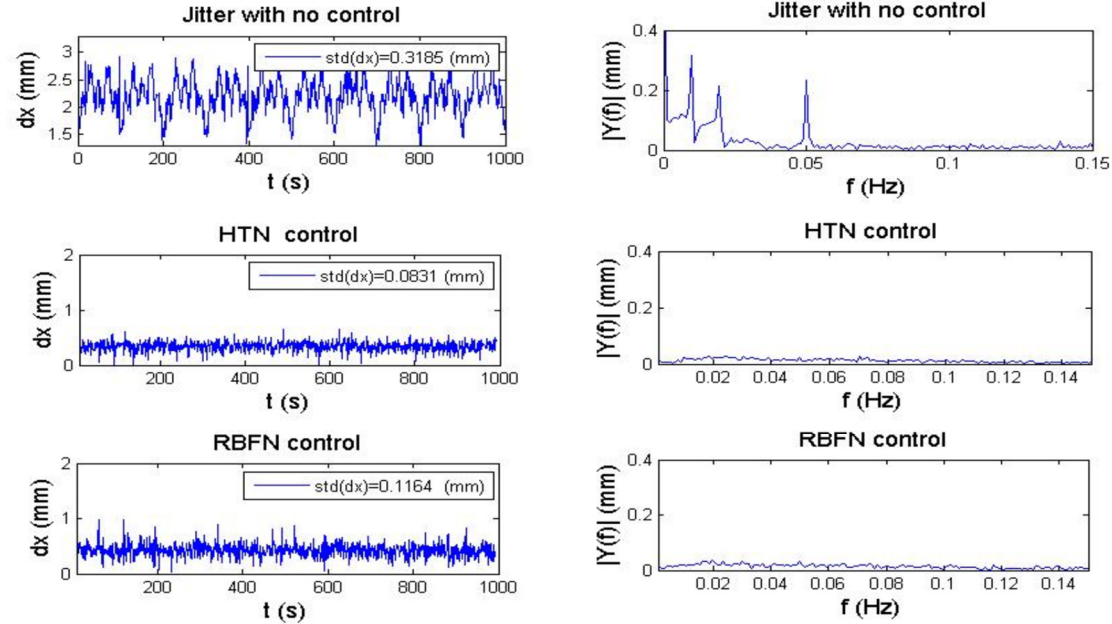 Jitter with no control
dx (mm)
3
2.5
2
1.5
std(dx)=0.3185 (mm)
0 200 400 600 800 1000
t (s)
Jitter with no control
|Y(f)| (mm)
0.4
0.2
0
0 0.05 0.1 0.15
f (Hz)
HTN control
dx (mm)
2
1
0
std(dx)=0.0831 (mm)
200 400 600 800 1000
t (s)
HTN control
|Y(f)| (mm)
0.4
0.2
0
0.02 0.04 0.06 0.08 0.1 0.12 0.14
f (Hz)
RBFN control
dx (mm)
2
1
0
std(dx)=0.1164 (mm)
200 400 600 800 1000
t (s)
RBFN control
|Y(f)| (mm)
0.4
0.2
0
0.02 0.04 0.06 0.08 0.1 0.12 0.14
f (Hz)